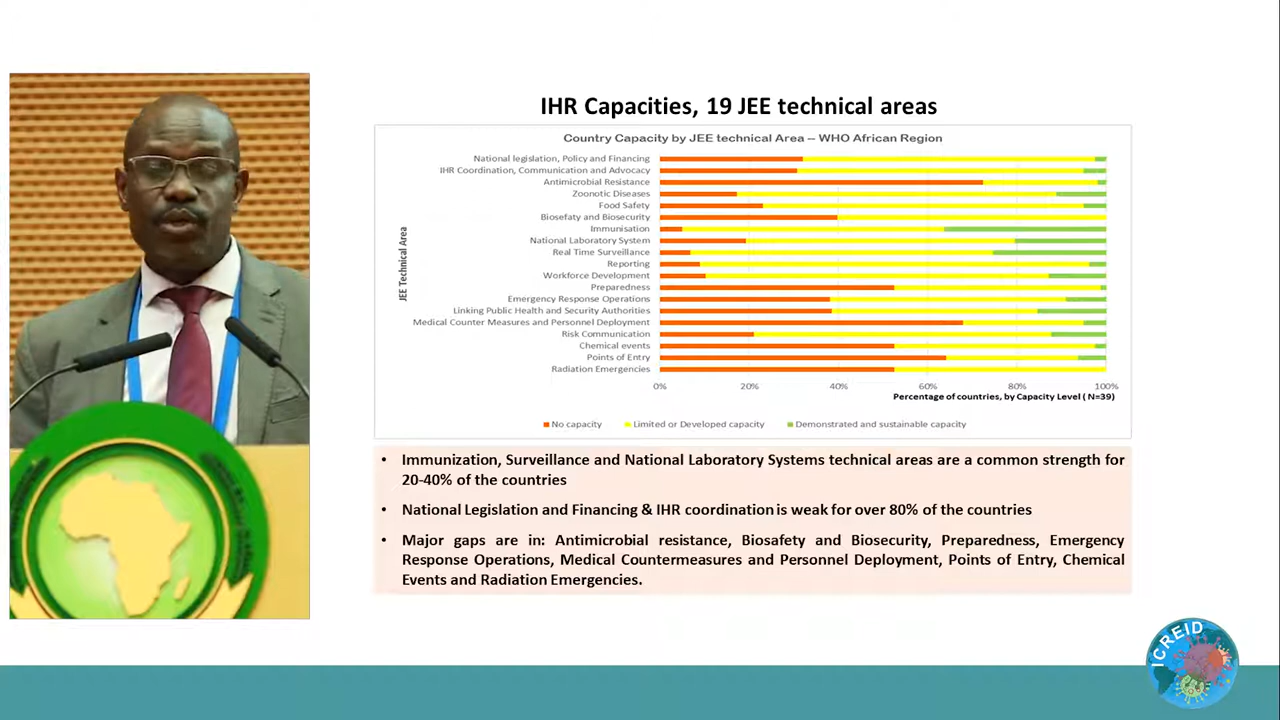 IHR Capacities, 19 JEE technical areas
Country Capacity by JEE technical Area – WHO African Region
JEE Technical Area
National legislation, Policy and Financing
IHR Coordination, Communication and Advocacy
Antimicrobial Resistance
Zoonotic Diseases
Food Safety
Biosefaty and Biosecurity
Immunisation
National Laboratory System
Real Time Surveillance
Reporting
Workforce Development
Preparedness
Emergency Response Operations
Linking Public Health and Security Authorities
Medical Counter Measures and Personnel Deployment
Risk Communication
Chemical events
Points of Entry
Radiation Emergencies
0% 20% 40% 60% 80% 100%
Percentage of countries, by Capacity Level ( N=39)
No capacity Limited or Developed capacity Demonstrated and sustainable capacity
• Immunization, Surveillance and National Laboratory Systems technical areas are a common strength for
20-40% of the countries
• National Legislation and Financing & IHR coordination is weak for over 80% of the countries
• Major gaps are in: Antimicrobial resistance, Biosafety and Biosecurity, Preparedness, Emergency
Response Operations, Medical Countermeasures and Personnel Deployment, Points of Entry, Chemical
Events and Radiation Emergencies.
ICREID